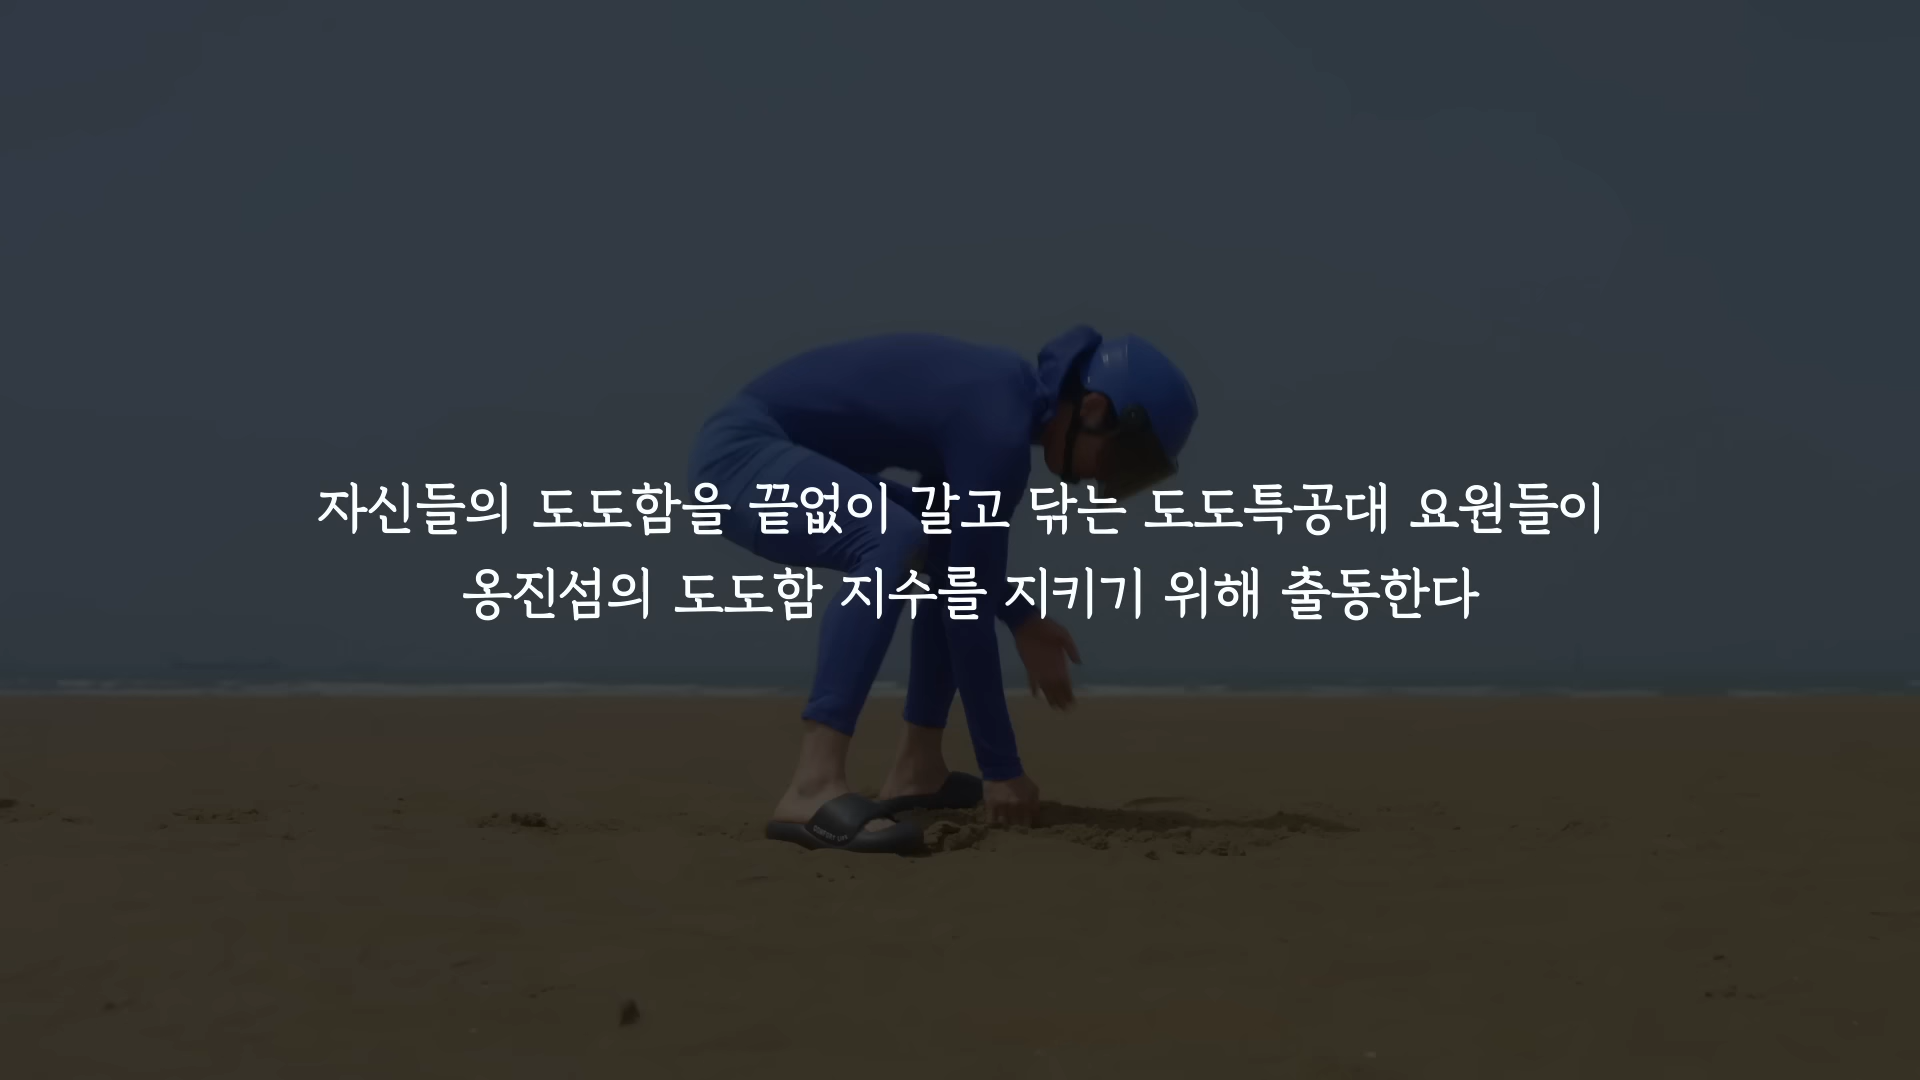 자신들의 도도함을 끝없이 갈고 닦는 도도특공대 요원들이
옹진섬의 도도함 지수를 지키기 위해 출동한다